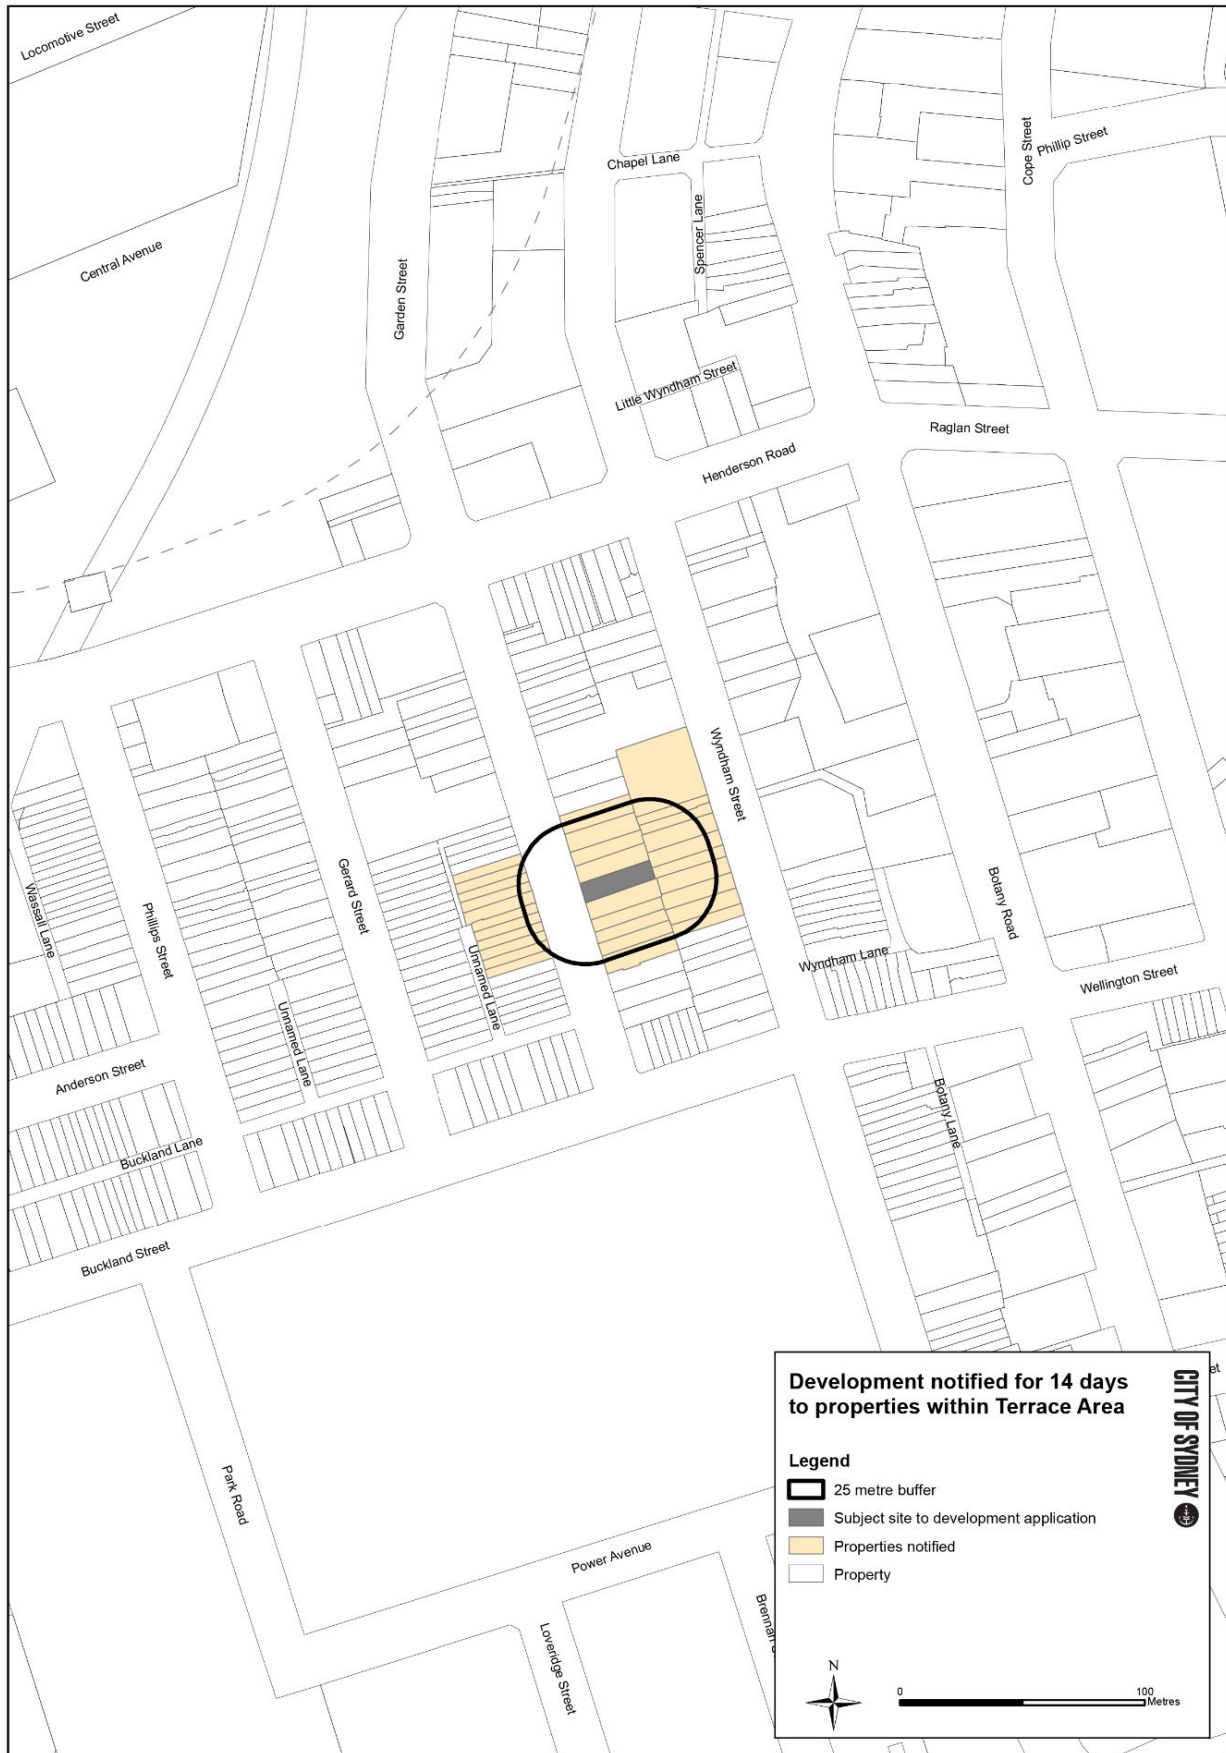 Locomotive Street
Central Avenue
Garden Street
Chapel Lane
Spencer Lane
Cope Street
Phillip Street
Little Wyndham Street
Henderson Road
Raglan Street
Wyndham Street
Wassall Lane
Phillips Street
Gerard Street
Unnamed Lane
Unnamed Lane
Wyndham Lane
Botany Road
Wellington Street
Anderson Street
Buckland Lane
Botany Lane
Buckland Street
Park Road
Power Avenue
Loveridge Street
Development notified for 14 days
to properties within Terrace Area
CITY OF SYDNEY
Legend
25 metre buffer
Subject site to development application
Properties notified
Property
N
0
100
Metres